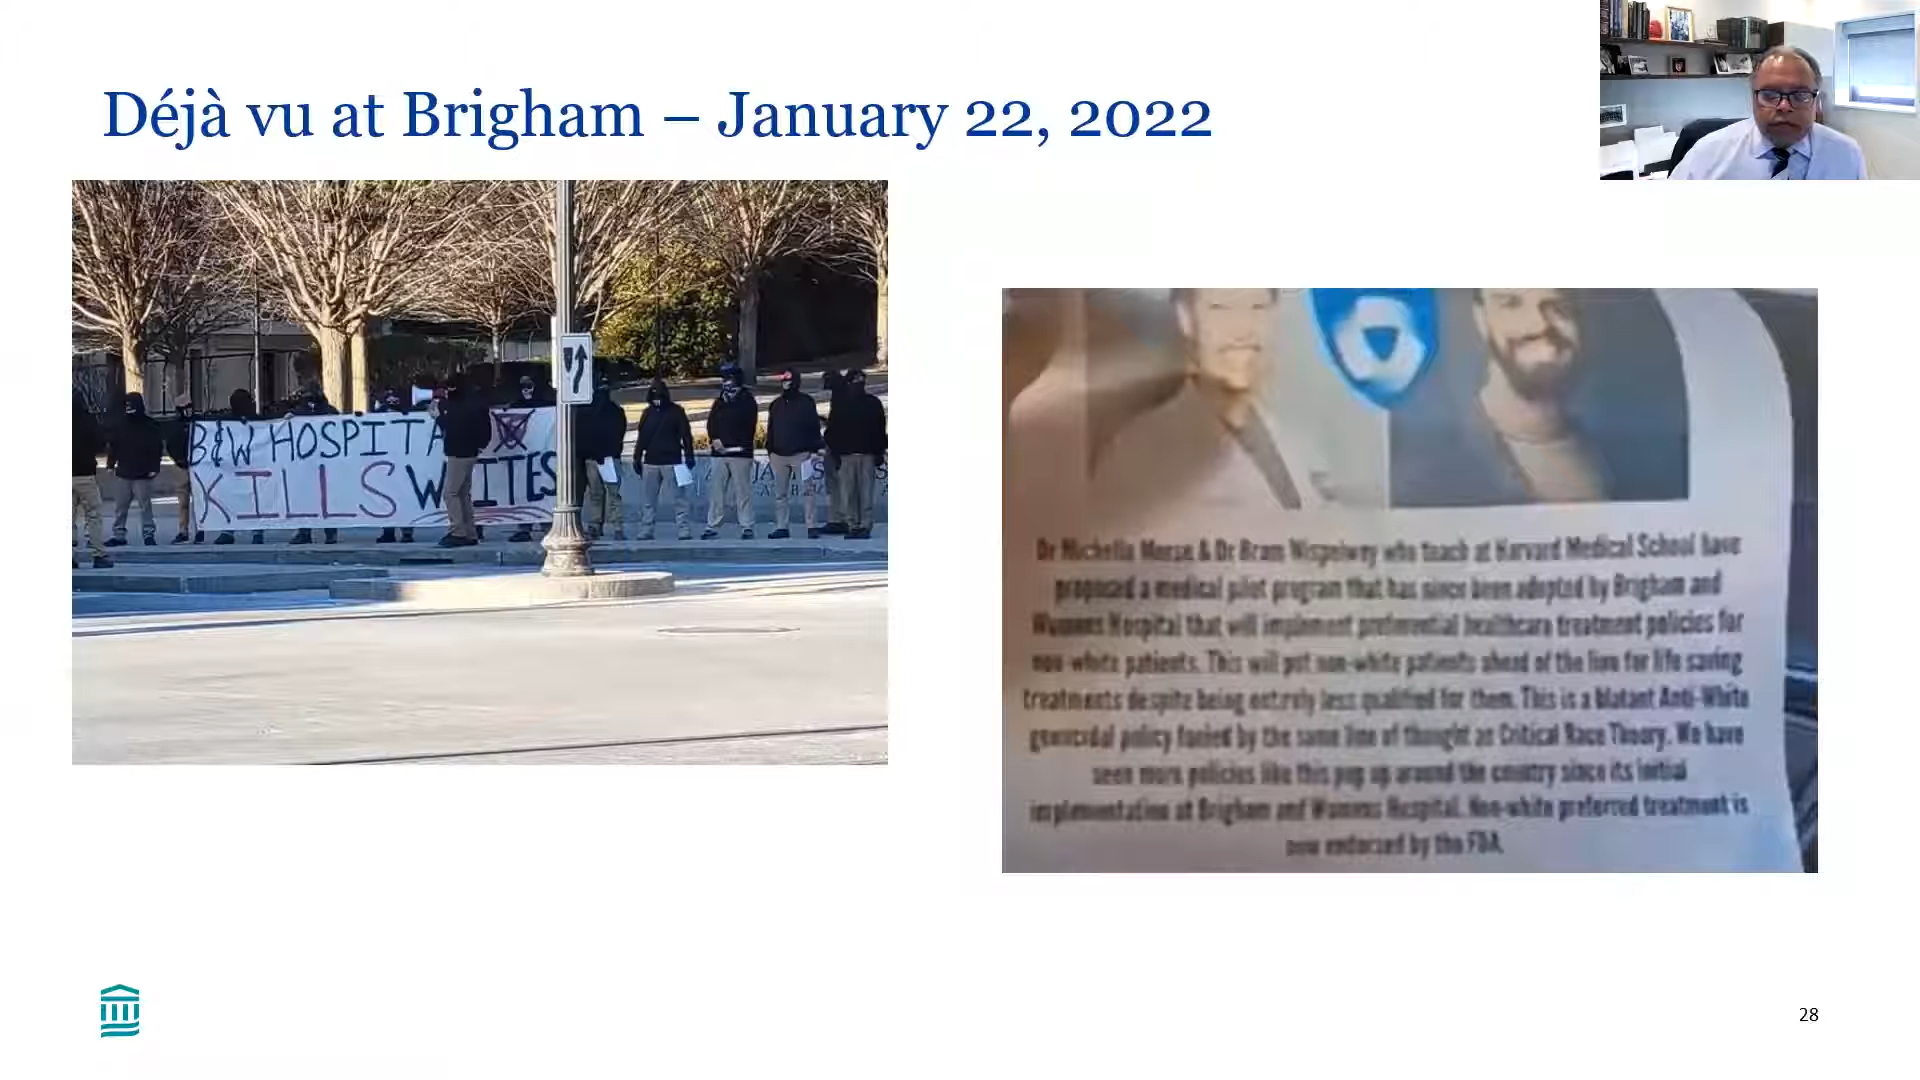 Déjà vu at Brigham – January 22, 2022
B&W HOSPITA
KILLS WHITES
Dr Michelle Morse & Dr Bram Wispelwey who teach at Harvard Medical School have
proposed a medical pilot program that has since been adopted by Brigham and
Womens Hospital that will implement preferential healthcare treatment policies for
non-white patients. This will put non-white patients ahead of the line for life saving
treatments despite being entirely less qualified for them. This is a blatant Anti-White
genocidal policy fueled by the same line of thought as Critical Race Theory. We have
seen more policies like this pop up around the country since its initial
implementation at Brigham and Womens Hospital. Non-white preferred treatment is
now endorsed by the FDA.
28